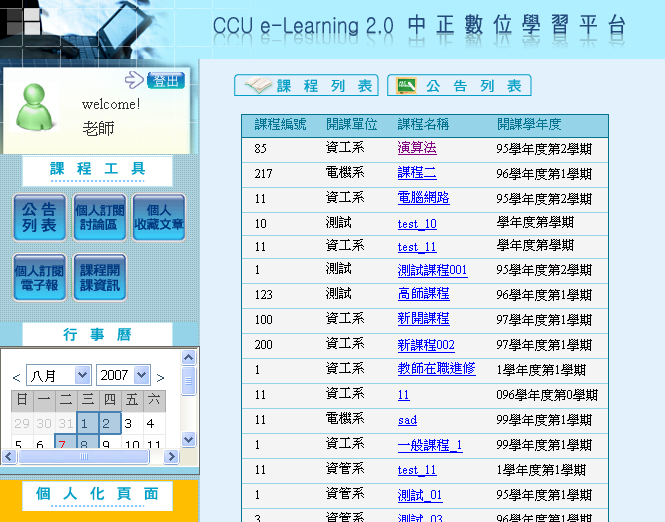 CCU e-Learning 2.0 中正數位學習平台
登出
welcome!
老師
課程工具
公告列表
個人訂閱討論區
個人收藏文章
個人訂閱電子報
課程開課資訊
行事曆
< 八月 2007 >
日 一 二 三 四 五 六
29 30 31 1 2 3 4
5 6 7 8 9 10 11
個人化頁面
課程列表 公告列表
課程編號 開課單位 課程名稱 開課學年度
85 資工系 演算法 95學年度第2學期
217 電機系 課程二 96學年度第1學期
11 資工系 電腦網路 95學年度第2學期
10 測試 test_10 學年度第學期
11 資工系 test_11 學年度第學期
1 測試 測試課程001 95學年度第2學期
123 測試 高師課程 96學年度第1學期
100 資工系 新開課程 97學年度第1學期
200 資工系 新課程002 97學年度第1學期
1 資工系 教師在職進修 1學年度第1學期
11 資工系 11 096學年度第0學期
11 電機系 sad 99學年度第1學期
1 資工系 一般課程_1 99學年度第1學期
11 資管系 test_11 1學年度第1學期
1 資管系 測試_01 95學年度第1學期
3 資管系 測試_03 96學年度第1學期